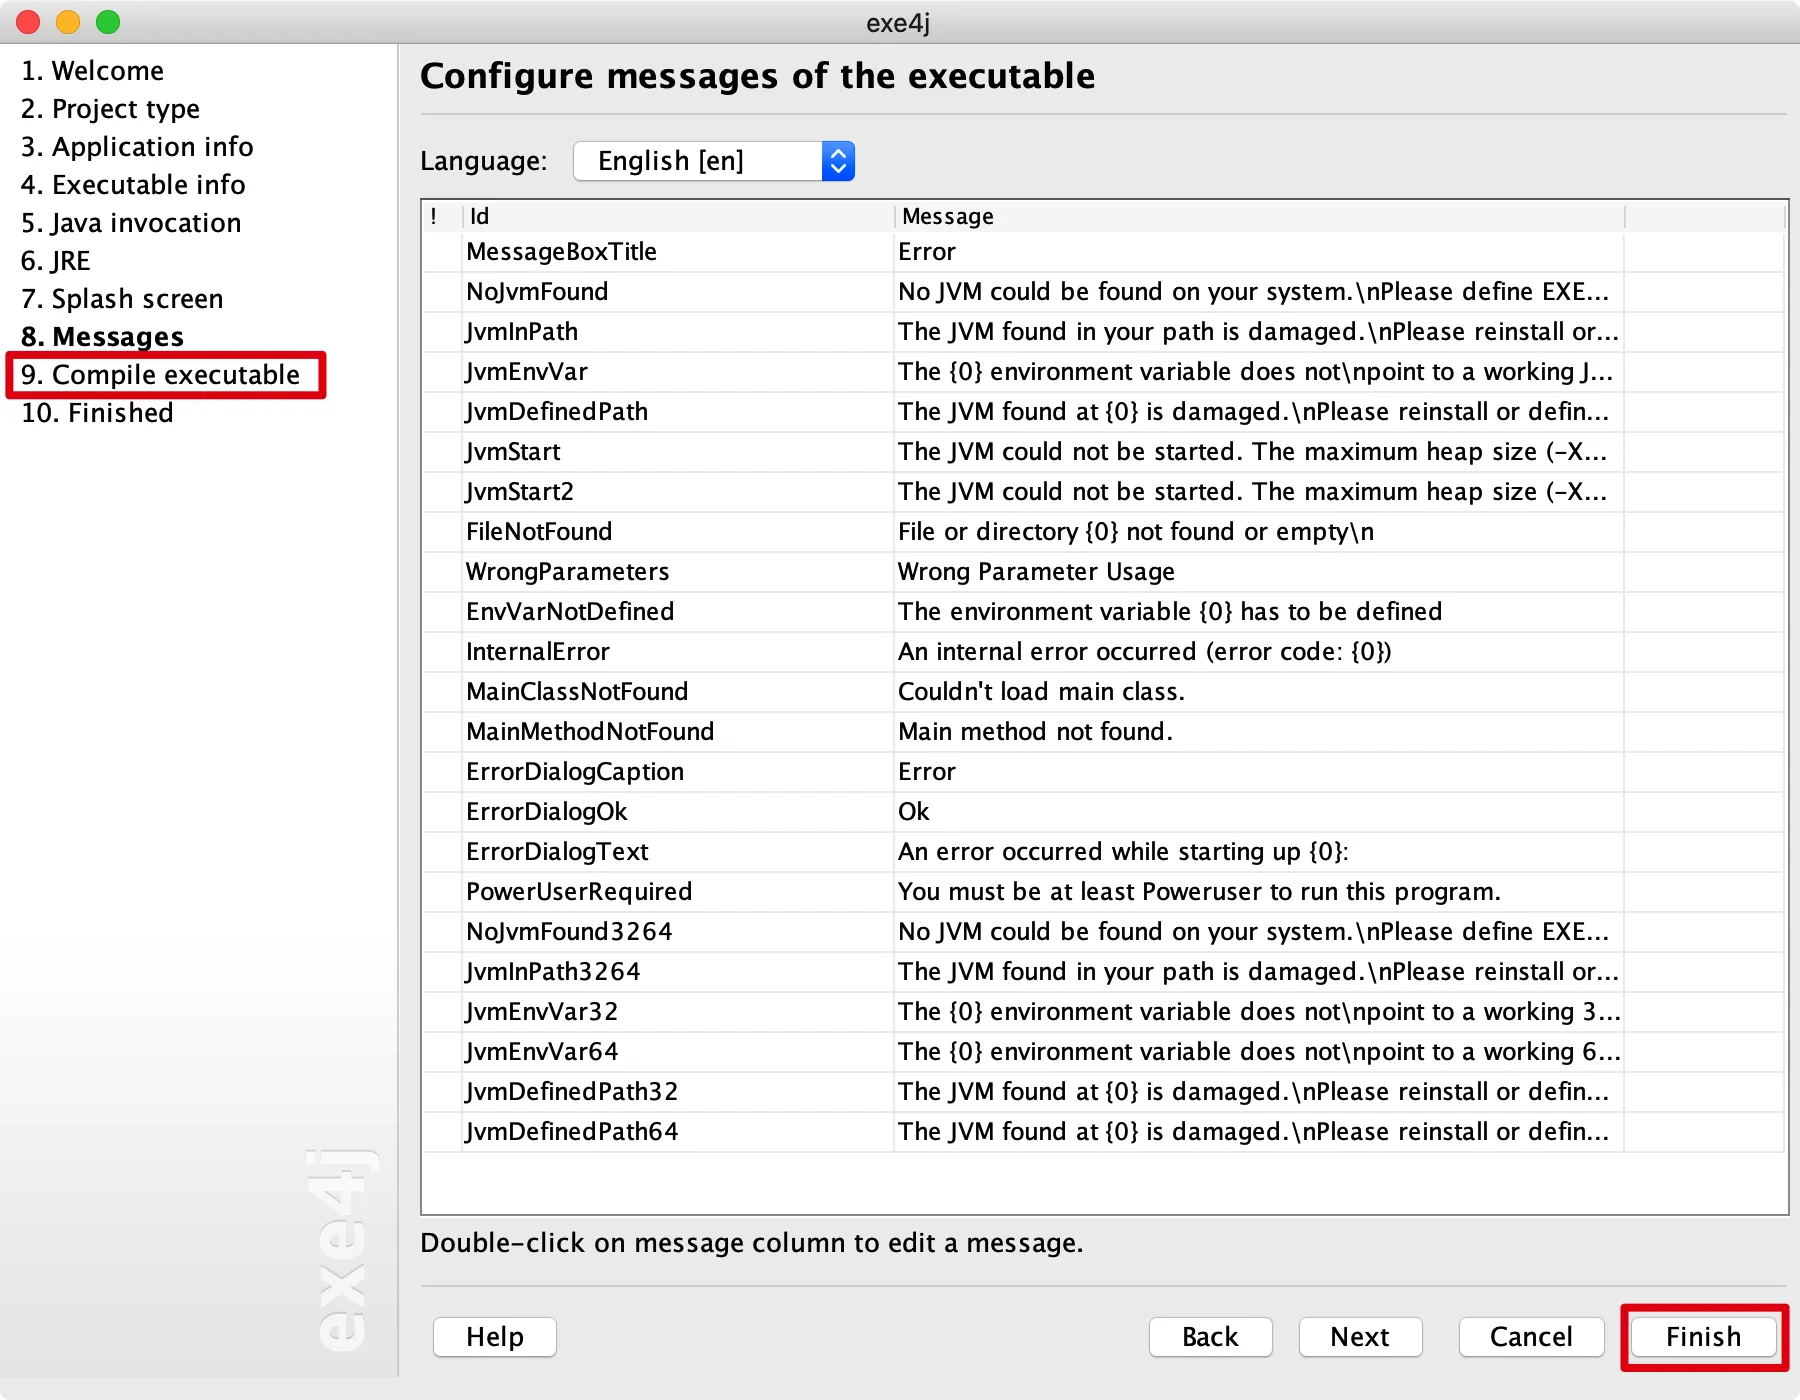 exe4j
1. Welcome
2. Project type
3. Application info
4. Executable info
5. Java invocation
6. JRE
7. Splash screen
8. Messages
9. Compile executable
10. Finished
exe4j
Configure messages of the executable
Language: English [en]
! Id Message
MessageBoxTitle Error
NoJvmFound No JVM could be found on your system.\nPlease define EXE...
JvmInPath The JVM found in your path is damaged.\nPlease reinstall or...
JvmEnvVar The {0} environment variable does not\npoint to a working J...
JvmDefinedPath The JVM found at {0} is damaged.\nPlease reinstall or defin...
JvmStart The JVM could not be started. The maximum heap size (-X...
JvmStart2 The JVM could not be started. The maximum heap size (-X...
FileNotFound File or directory {0} not found or empty\n
WrongParameters Wrong Parameter Usage
EnvVarNotDefined The environment variable {0} has to be defined
InternalError An internal error occurred (error code: {0})
MainClassNotFound Couldn't load main class.
MainMethodNotFound Main method not found.
ErrorDialogCaption Error
ErrorDialogOk Ok
ErrorDialogText An error occurred while starting up {0}:
PowerUserRequired You must be at least Poweruser to run this program.
NoJvmFound3264 No JVM could be found on your system.\nPlease define EXE...
JvmInPath3264 The JVM found in your path is damaged.\nPlease reinstall or...
JvmEnvVar32 The {0} environment variable does not\npoint to a working 3...
JvmEnvVar64 The {0} environment variable does not\npoint to a working 6...
JvmDefinedPath32 The JVM found at {0} is damaged.\nPlease reinstall or defin...
JvmDefinedPath64 The JVM found at {0} is damaged.\nPlease reinstall or defin...
Double-click on message column to edit a message.
Help Back Next Cancel Finish